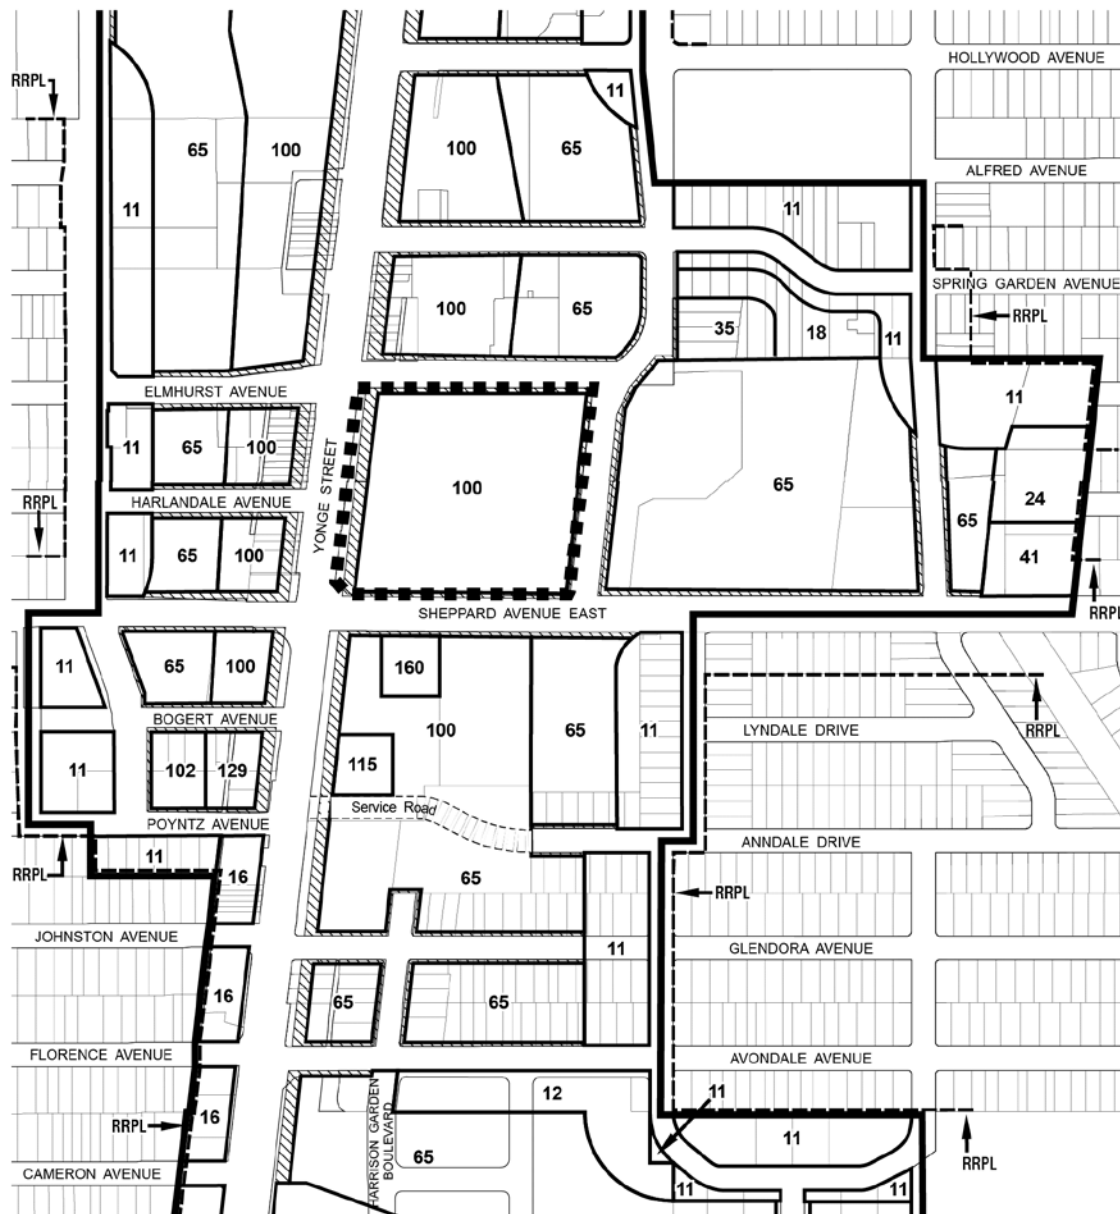 HOLLYWOOD AVENUE
RRPL
11
100
65
11
65
100
ALFRED AVENUE
11
11
SPRING GARDEN AVENUE
100
65
35
18
11
RRPL
ELMHURST AVENUE
11
11
65
100
YONGE STREET
100
65
65
24
HARLANDALE AVENUE
RRPL
11
65
100
41
SHEPPARD AVENUE EAST
RRPL
11
65
100
160
100
65
11
BOGERT AVENUE
LYNDALE DRIVE
RRPL
11
102
129
115
Service Road
POYNTZ AVENUE
ANNDALE DRIVE
11
RRPL
16
65
RRPL
JOHNSTON AVENUE
11
GLENDORA AVENUE
16
65
65
FLORENCE AVENUE
AVONDALE AVENUE
12
11
16
RRPL
HARRISON GARDEN
BOULEVARD
11
65
RRPL
CAMERON AVENUE
11
11